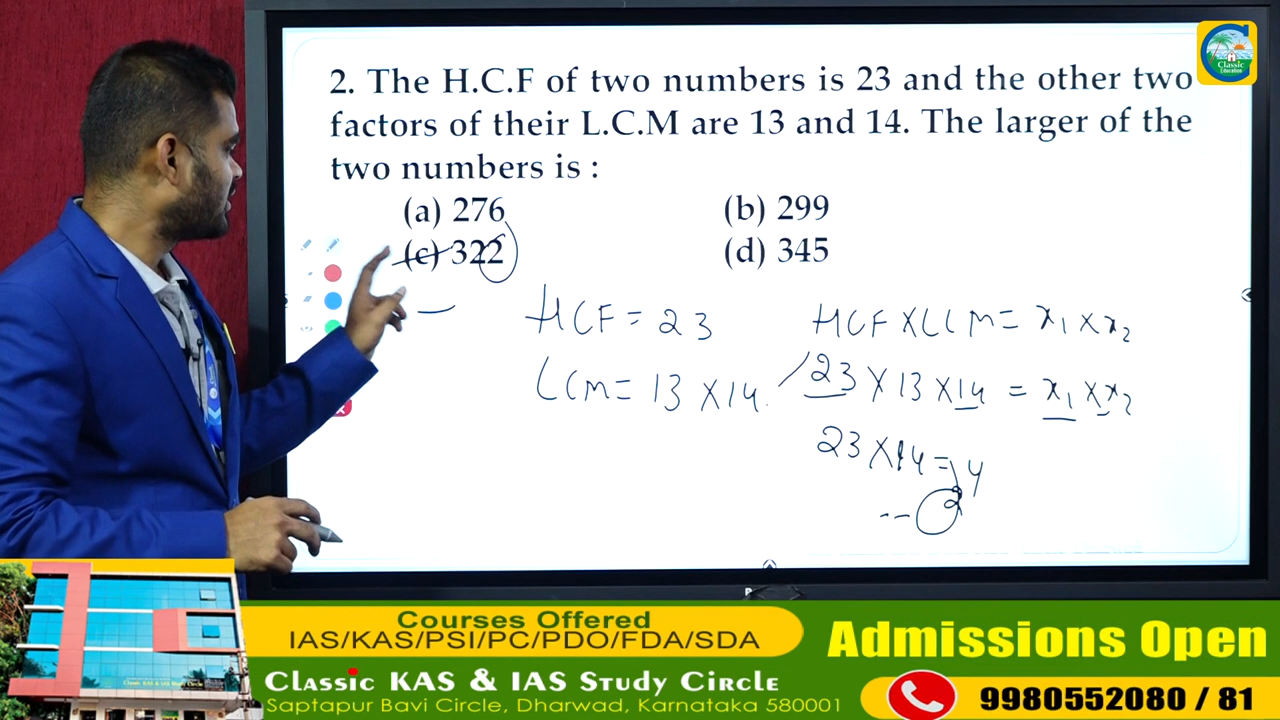 Classic
Education
2. The H.C.F of two numbers is 23 and the other two
factors of their L.C.M are 13 and 14. The larger of the
two numbers is :
(a) 276 (b) 299
(c) 322 (d) 345
HCF = 23 HCF X LCM = x₁ X x₂
LCM = 13 X 14 23 X 13 X 14 = x₁ X x₂
23 X 14 =
2
Courses Offered
IAS/KAS/PSI/PC/PDO/FDA/SDA
Classic KAS & IAS Study Circle
Saptapur Bavi Circle, Dharwad, Karnataka 580001
Admissions Open
9980552080 / 81